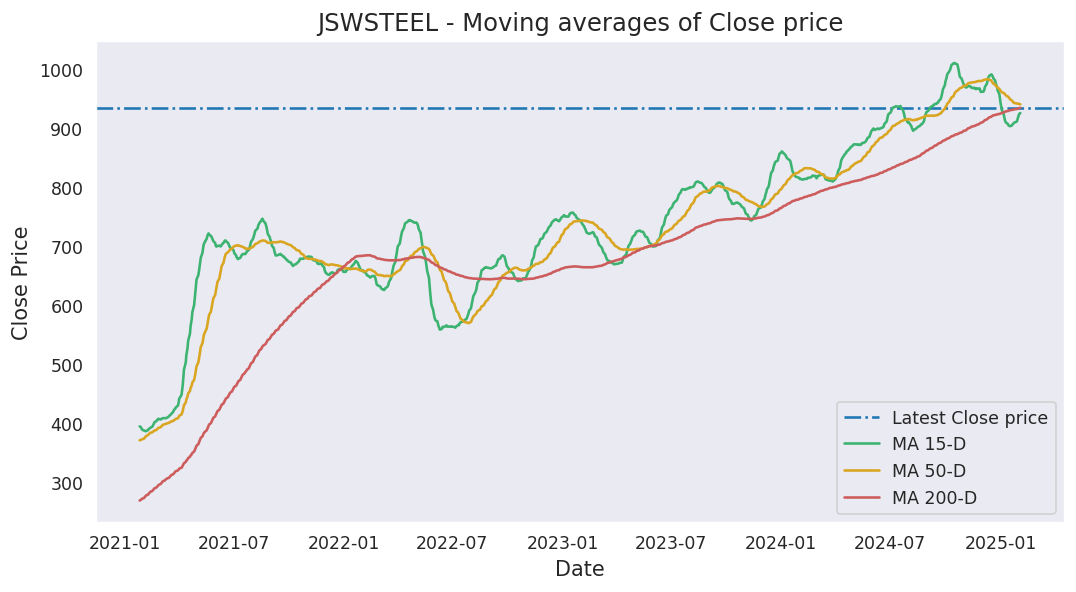 JSWSTEEL - Moving averages of Close price
Close Price
1000
900
800
700
600
500
400
300
Latest Close price
MA 15-D
MA 50-D
MA 200-D
2021-01 2021-07 2022-01 2022-07 2023-01 2023-07 2024-01 2024-07 2025-01
Date